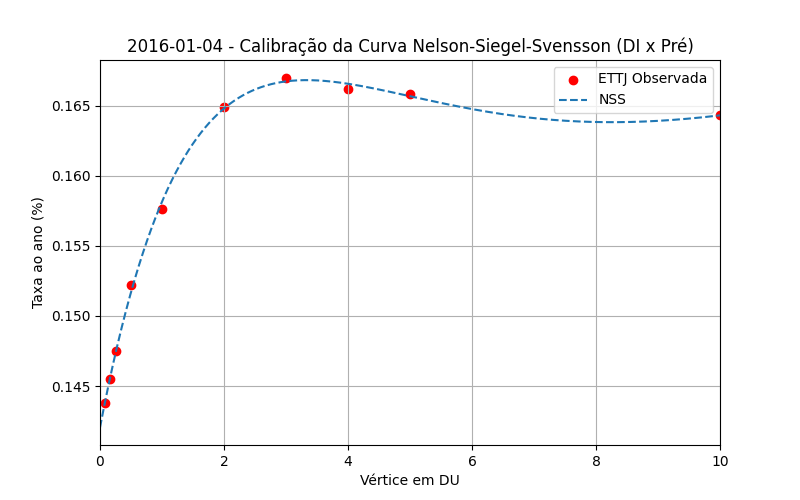 2016-01-04 - Calibração da Curva Nelson-Siegel-Svensson (DI x Pré)
ETTJ Observada
NSS
Taxa ao ano (%)
0.165
0.160
0.155
0.150
0.145
0 2 4 6 8 10
Vértice em DU